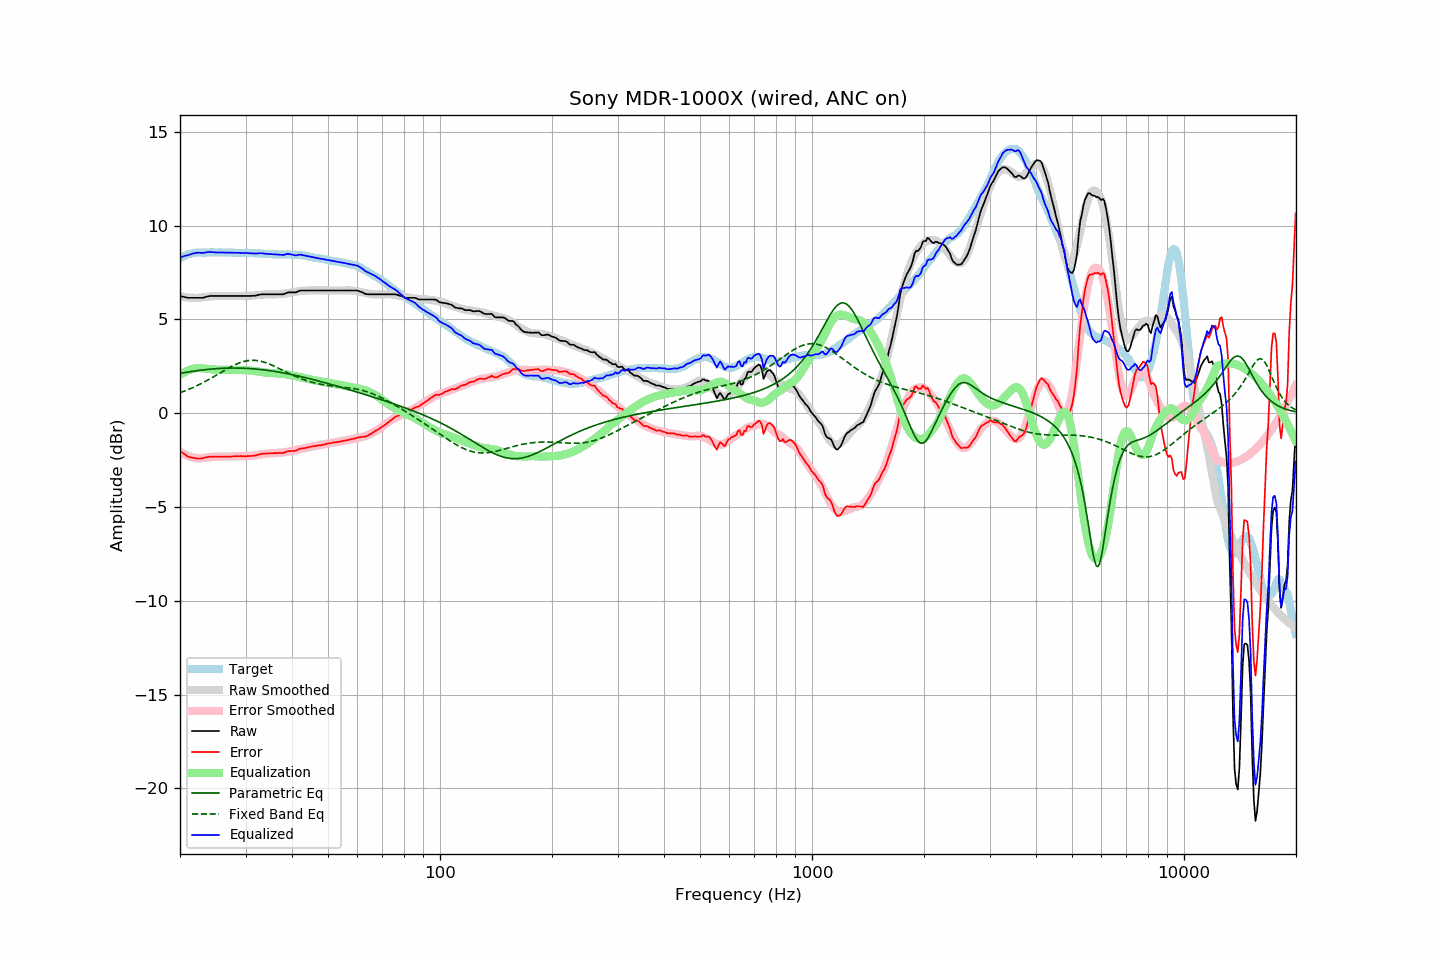 Sony MDR-1000X (wired, ANC on)
15
10
5
0
−5
−10
−15
−20
Amplitude (dBr)
Target
Raw Smoothed
Error Smoothed
Raw
Error
Equalization
Parametric Eq
Fixed Band Eq
Equalized
100 1000 10000
Frequency (Hz)